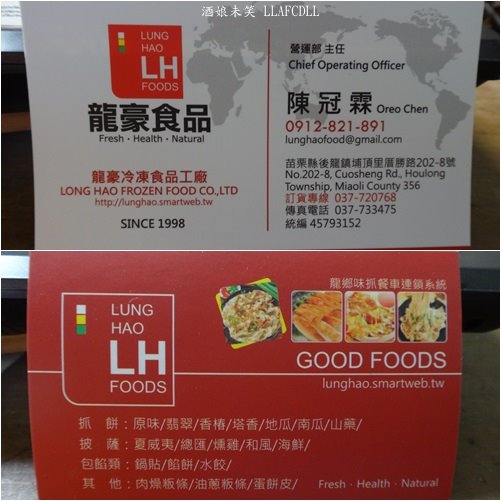 酒娘未笑 LLAFCDLL
LUNG
HAO
LH
FOODS
龍豪食品
Fresh・Health・Natural
龍豪冷凍食品工廠
LONG HAO FROZEN FOOD CO.,LTD
http://lunghao.smartweb.tw
SINCE 1998
營運部 主任
Chief Operating Officer
陳冠霖 Oreo Chen
0912-821-891
lunghaofood@gmail.com
苗栗縣後龍鎮埔頂里厝勝路202-8號
No.202-8, Cuosheng Rd., Houlong
Township, Miaoli County 356
訂貨專線 037-720768
傳真電話 037-733475
統編 45793152
LUNG
HAO
LH
FOODS
龍鄉味抓餐車連鎖系統
GOOD FOODS
lunghao.smartweb.tw
抓 餅：原味/翡翠/香椿/塔香/地瓜/南瓜/山藥/
披 薩：夏威夷/總匯/燻雞/和風/海鮮/
包餡類：鍋貼/餡餅/水餃/
其 他：肉燥粄條/油蔥粄條/蛋餅皮/
Fresh・Health・Natural